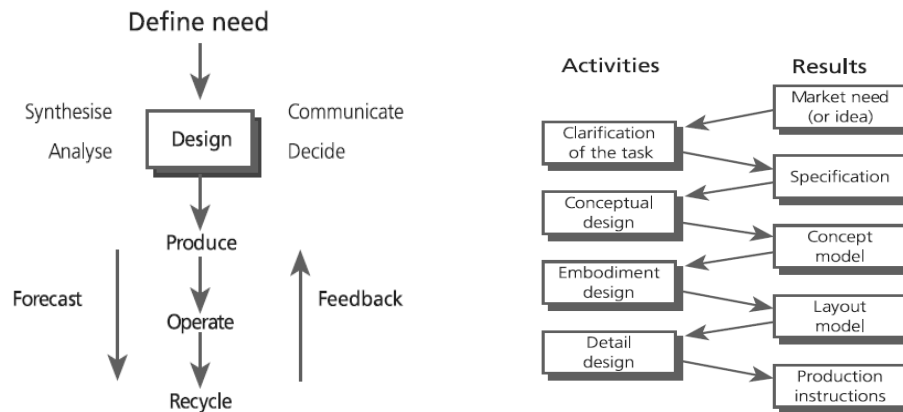 Define need
Synthesise
Communicate
Design
Analyse
Decide
Produce
Forecast
Feedback
Operate
Recycle
Activities
Results
Market need
(or idea)
Clarification
of the task
Specification
Conceptual
design
Concept
model
Embodiment
design
Layout
model
Detail
design
Production
instructions